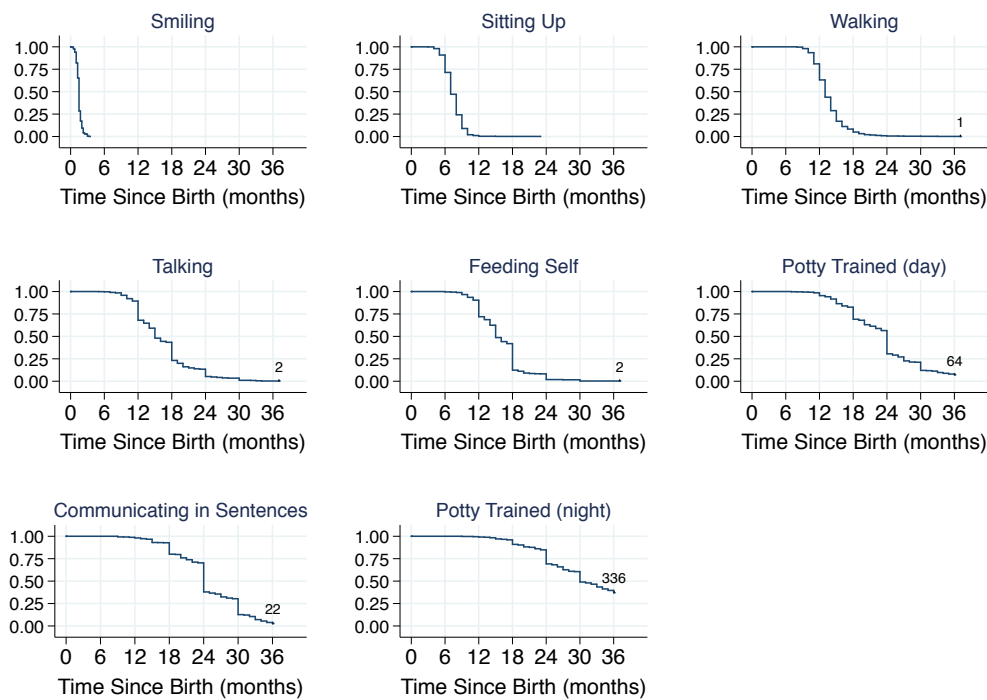 Smiling
1.00
0.75
0.50
0.25
0.00
0 6 12 18 24 30 36
Time Since Birth (months)
Sitting Up
1.00
0.75
0.50
0.25
0.00
0 6 12 18 24 30 36
Time Since Birth (months)
Walking
1.00
0.75
0.50
0.25
0.00
1
0 6 12 18 24 30 36
Time Since Birth (months)
Talking
1.00
0.75
0.50
0.25
0.00
2
0 6 12 18 24 30 36
Time Since Birth (months)
Feeding Self
1.00
0.75
0.50
0.25
0.00
2
0 6 12 18 24 30 36
Time Since Birth (months)
Potty Trained (day)
1.00
0.75
0.50
0.25
0.00
64
0 6 12 18 24 30 36
Time Since Birth (months)
Communicating in Sentences
1.00
0.75
0.50
0.25
0.00
22
0 6 12 18 24 30 36
Time Since Birth (months)
Potty Trained (night)
1.00
0.75
0.50
0.25
0.00
336
0 6 12 18 24 30 36
Time Since Birth (months)